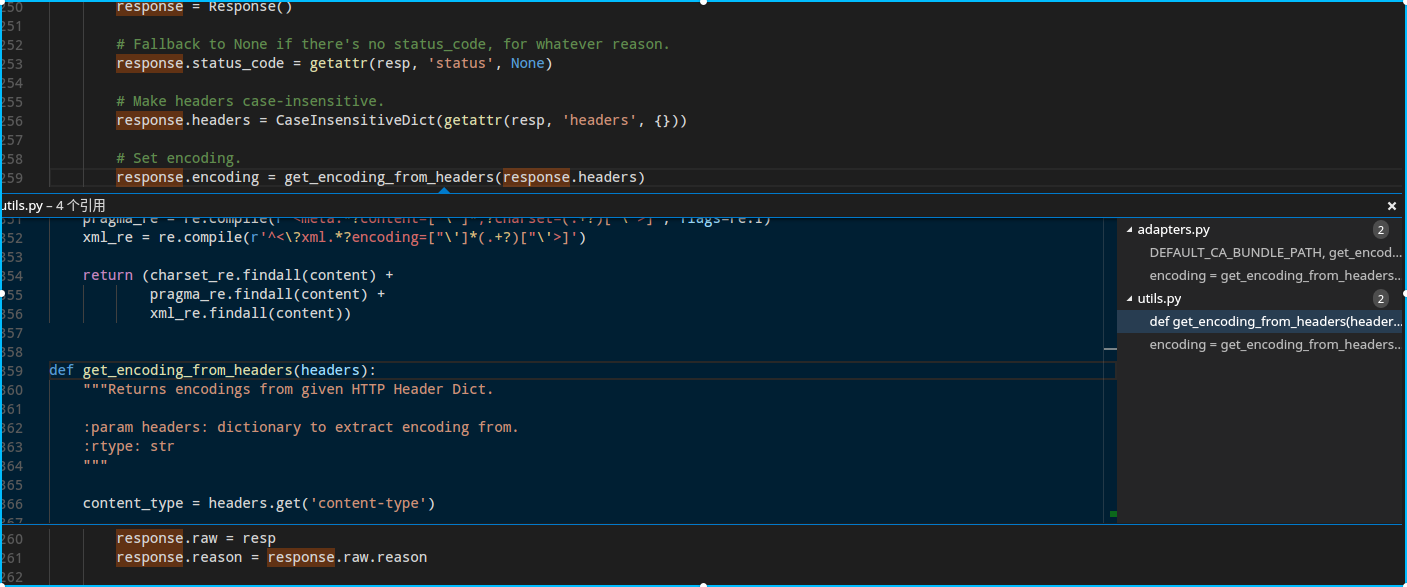 250 response = Response()
251
252 # Fallback to None if there's no status_code, for whatever reason.
253 response.status_code = getattr(resp, 'status', None)
254
255 # Make headers case-insensitive.
256 response.headers = CaseInsensitiveDict(getattr(resp, 'headers', {}))
257
258 # Set encoding.
259 response.encoding = get_encoding_from_headers(response.headers)
utils.py – 4 个引用
352 xml_re = re.compile(r'^<\?xml.*?encoding=["\']*(.+?)["\'>]')
353
354 return (charset_re.findall(content) +
355 pragma_re.findall(content) +
356 xml_re.findall(content))
357
358
359 def get_encoding_from_headers(headers):
360 """Returns encodings from given HTTP Header Dict.
361
362 :param headers: dictionary to extract encoding from.
363 :rtype: str
364 """
365
366 content_type = headers.get('content-type')
367
adapters.py 2
DEFAULT_CA_BUNDLE_PATH, get_encod...
encoding = get_encoding_from_headers...
utils.py 2
def get_encoding_from_headers(header...
encoding = get_encoding_from_headers...
260 response.raw = resp
261 response.reason = response.raw.reason
262